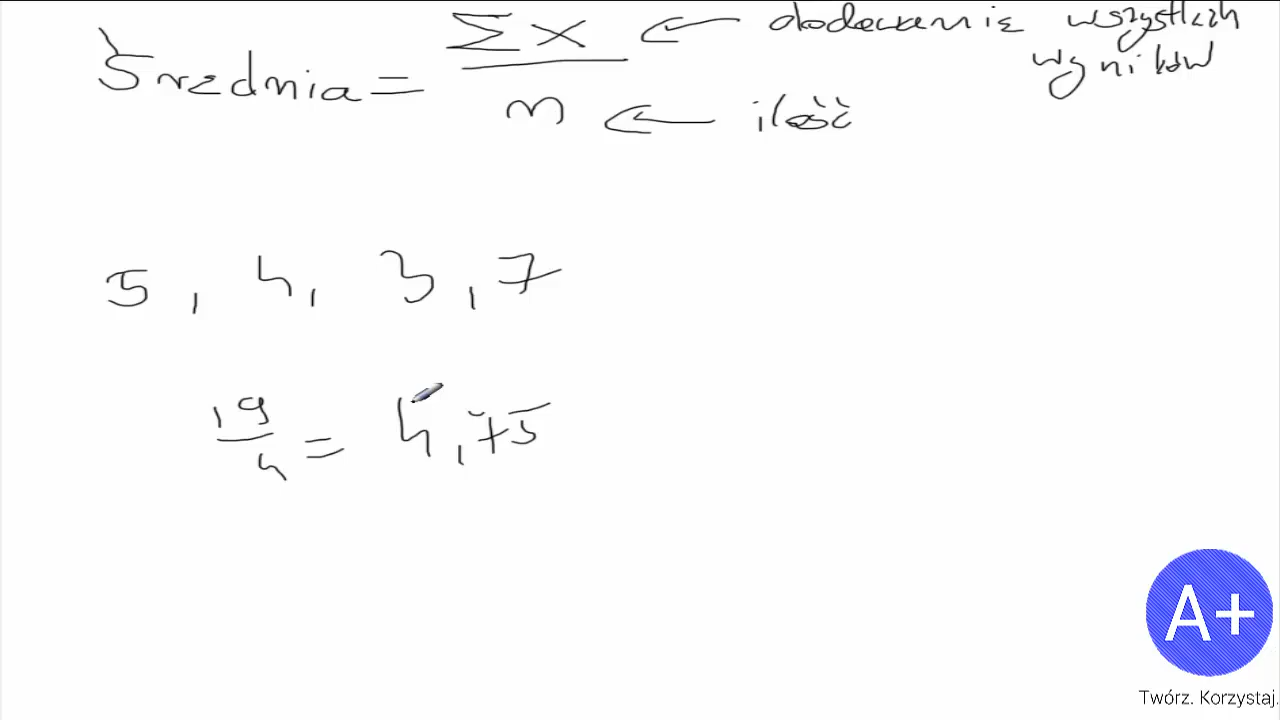 Średnia = Σx / n
← dodawanie wszystkich
wyników
← ilość
5, 4, 3, 7
19/4 = 4,75
A+
Twórz. Korzystaj.